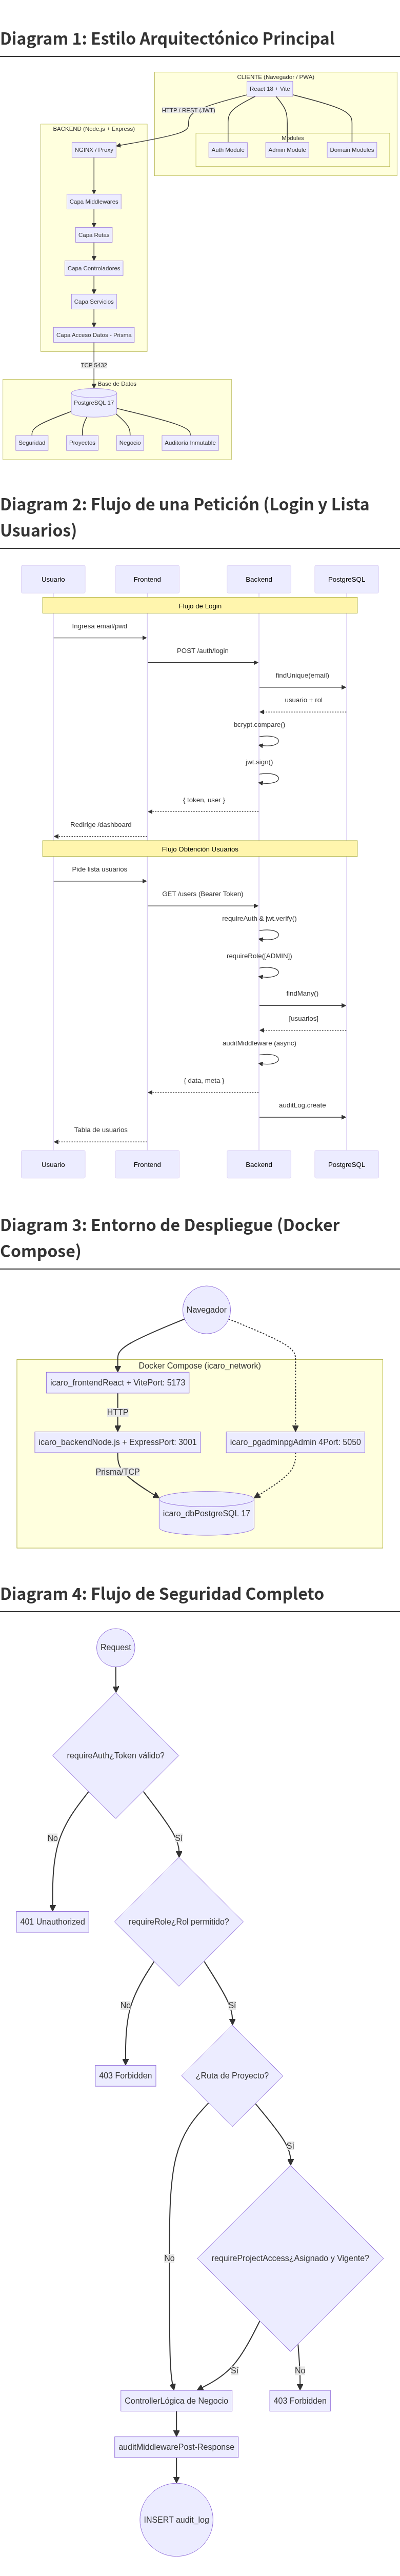 Diagram 1: Estilo Arquitectónico Principal
CLIENTE (Navegador / PWA)
React 18 + Vite
HTTP / REST (JWT)
BACKEND (Node.js + Express)
Modules
NGINX / Proxy
Auth Module
Admin Module
Domain Modules
Capa Middlewares
Capa Rutas
Capa Controladores
Capa Servicios
Capa Acceso Datos - Prisma
TCP 5432
Base de Datos
PostgreSQL 17
Seguridad
Proyectos
Negocio
Auditoría Inmutable
Diagram 2: Flujo de una Petición (Login y Lista
Usuarios)
Usuario
Frontend
Backend
PostgreSQL
Flujo de Login
Ingresa email/pwd
POST /auth/login
findUnique(email)
usuario + rol
bcrypt.compare()
jwt.sign()
{ token, user }
Redirige /dashboard
Flujo Obtención Usuarios
Pide lista usuarios
GET /users (Bearer Token)
requireAuth & jwt.verify()
requireRole([ADMIN])
findMany()
[usuarios]
auditMiddleware (async)
{ data, meta }
auditLog.create
Tabla de usuarios
Usuario
Frontend
Backend
PostgreSQL
Diagram 3: Entorno de Despliegue (Docker
Compose)
Navegador
Docker Compose (icaro_network)
icaro_frontendReact + VitePort: 5173
HTTP
icaro_backendNode.js + ExpressPort: 3001
icaro_pgadminpgAdmin 4Port: 5050
Prisma/TCP
icaro_dbPostgreSQL 17
Diagram 4: Flujo de Seguridad Completo
Request
requireAuth¿Token válido?
No
Sí
401 Unauthorized
requireRole¿Rol permitido?
No
Sí
403 Forbidden
¿Ruta de Proyecto?
Sí
No
requireProjectAccess¿Asignado y Vigente?
Sí
No
ControllerLógica de Negocio
403 Forbidden
auditMiddlewarePost-Response
INSERT audit_log